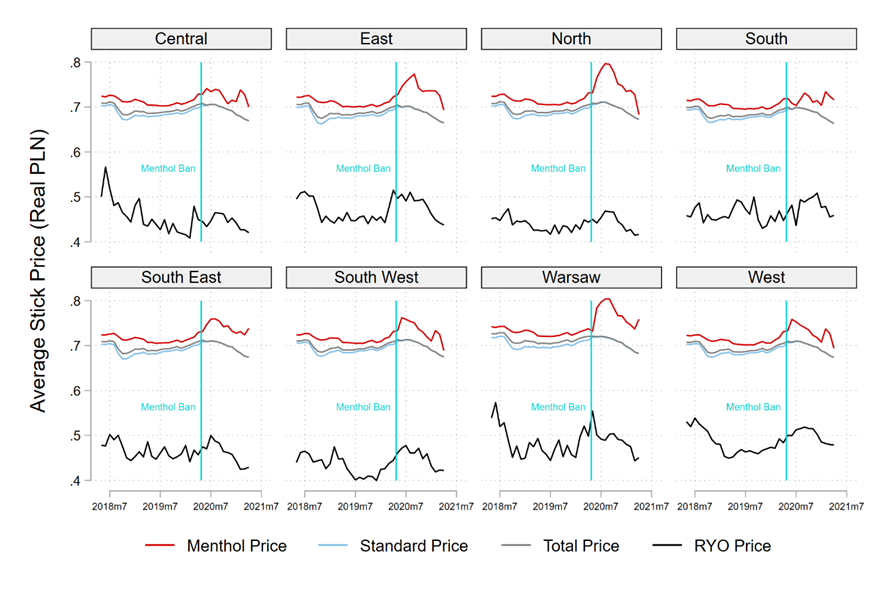 Central East North South
.8
.7
.6
.5
.4
Menthol Ban Menthol Ban Menthol Ban Menthol Ban
South East South West Warsaw West
.8
.7
.6
.5
.4
Menthol Ban Menthol Ban Menthol Ban Menthol Ban
2018m7 2019m7 2020m7 2021m7 2018m7 2019m7 2020m7 2021m7 2018m7 2019m7 2020m7 2021m7 2018m7 2019m7 2020m7 2021m7
Average Stick Price (Real PLN)
Menthol Price Standard Price Total Price RYO Price